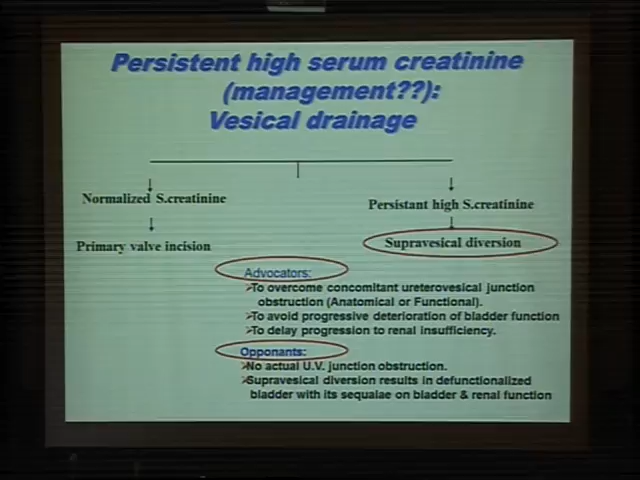 Persistent high serum creatinine
(management??):
Vesical drainage
Normalized S.creatinine
Persistant high S.creatinine
Primary valve incision
Supravesical diversion
Advocators:
➢To overcome concomitant ureterovesical junction
obstruction (Anatomical or Functional).
➢To avoid progressive deterioration of bladder function
➢To delay progression to renal insufficiency.
Opponants:
➢No actual U.V. junction obstruction.
➢Supravesical diversion results in defunctionalized
bladder with its sequalae on bladder & renal function